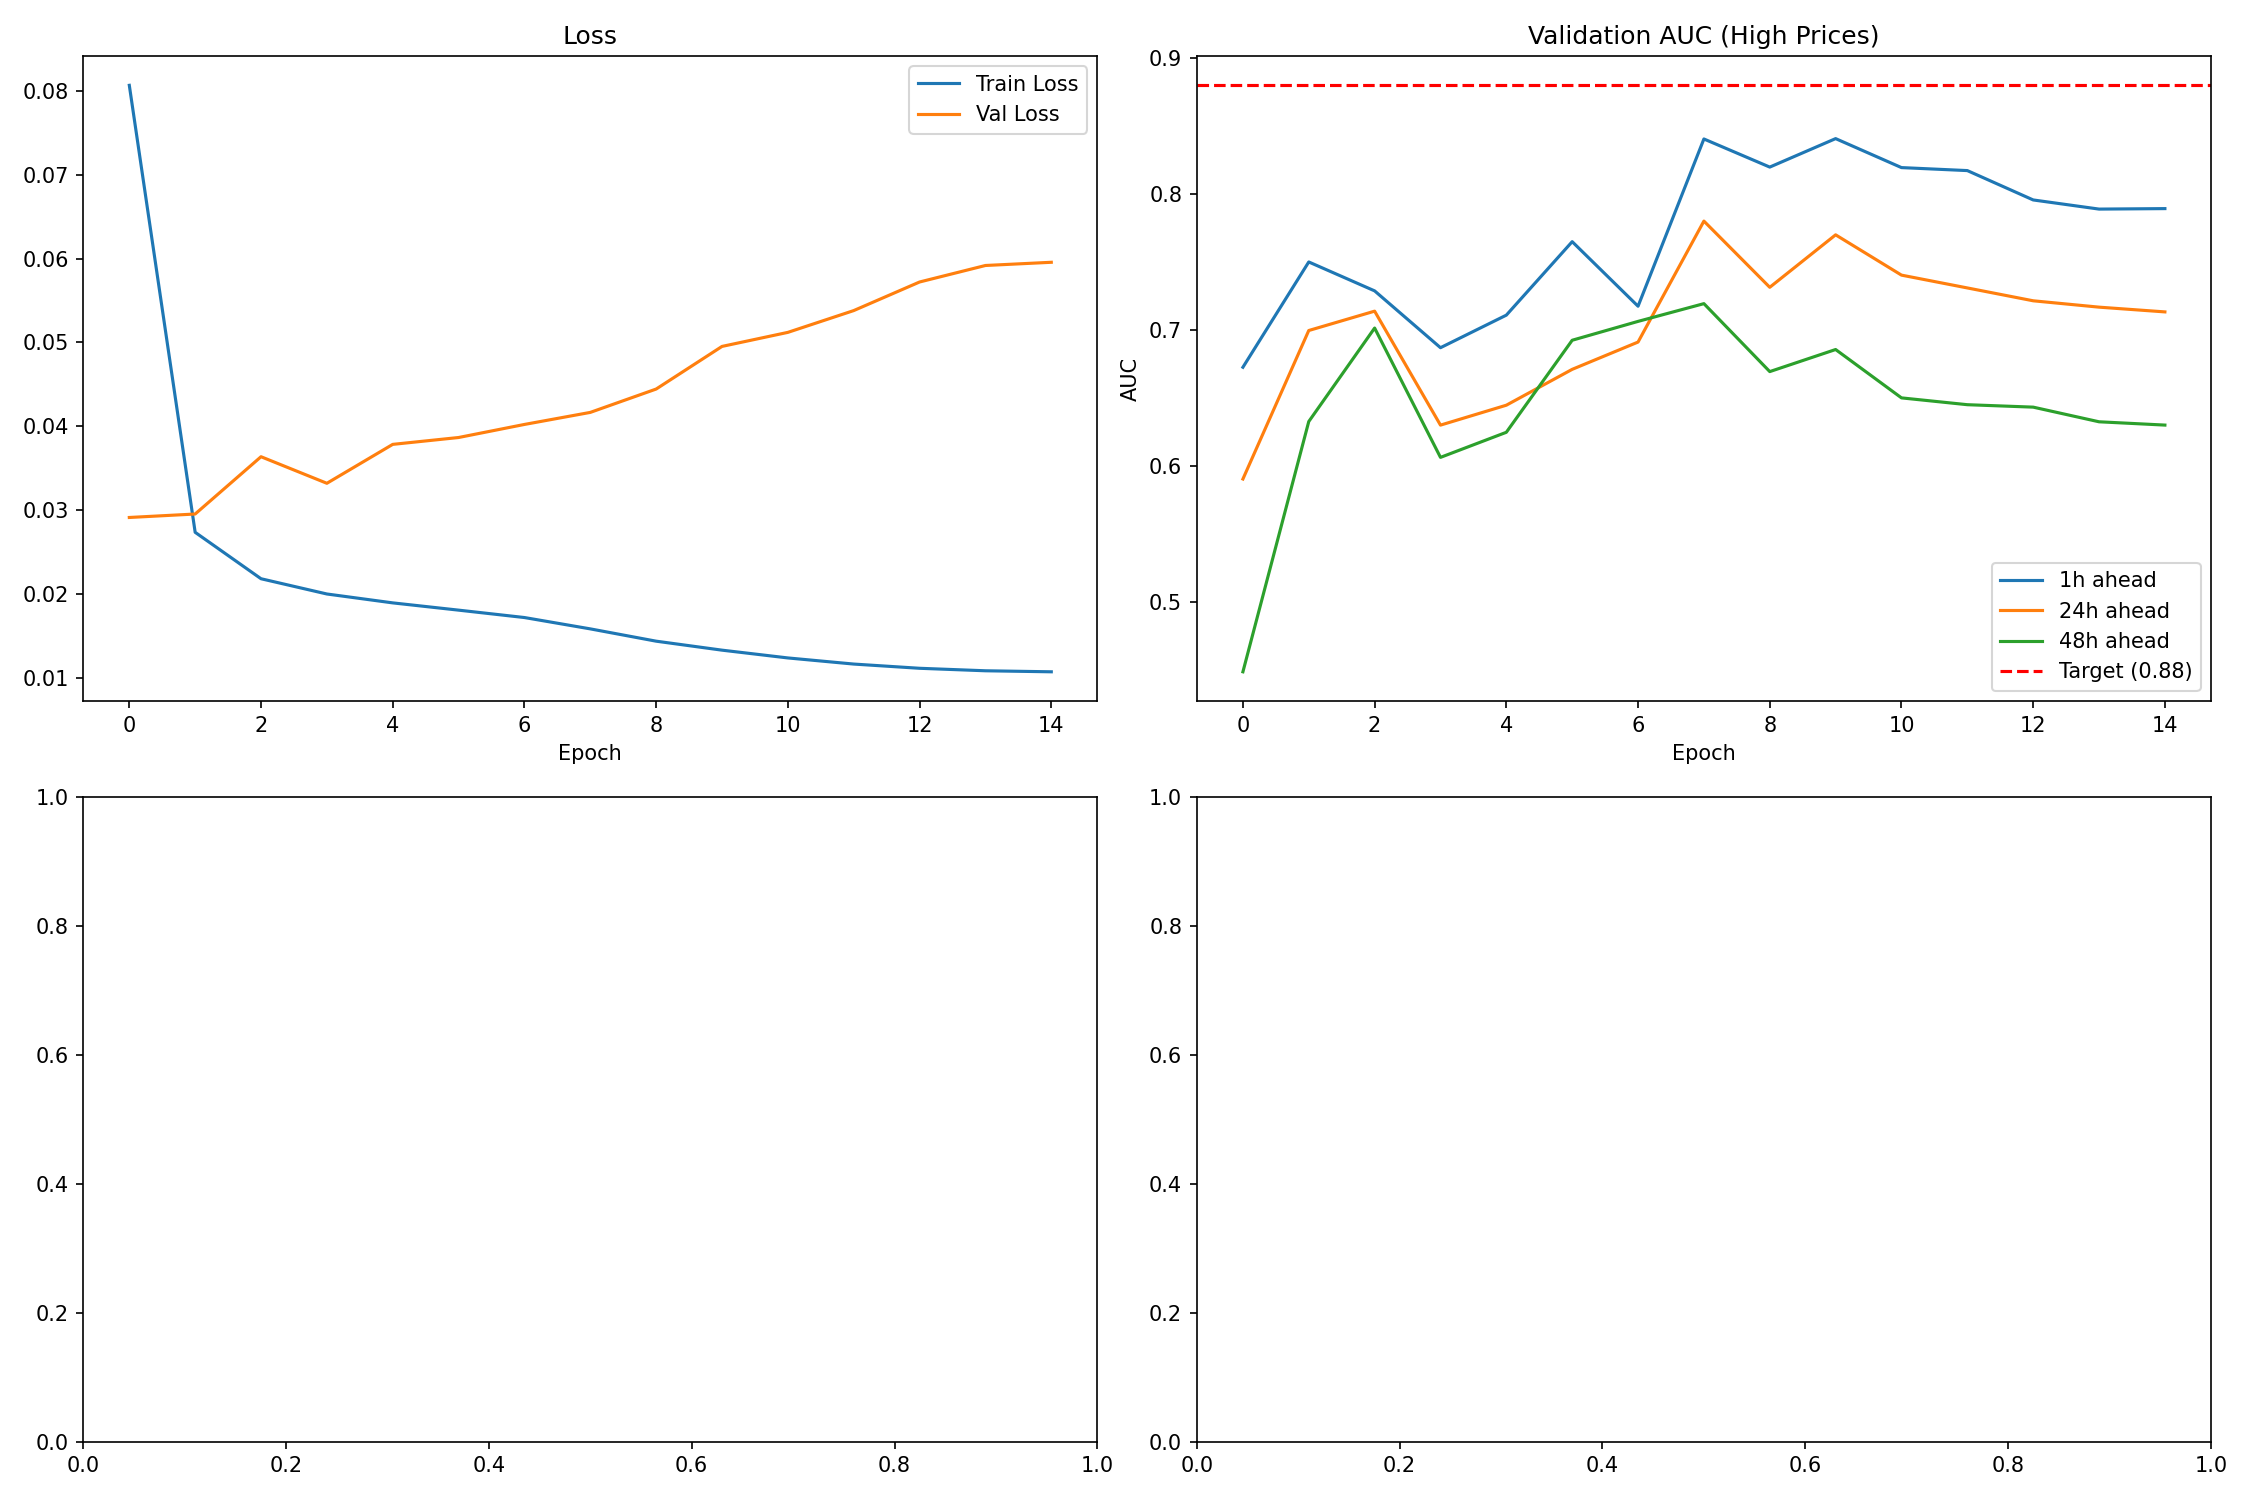 Loss
0.08
0.07
0.06
0.05
0.04
0.03
0.02
0.01
Train Loss
Val Loss
0 2 4 6 8 10 12 14
Epoch
Validation AUC (High Prices)
AUC
0.9
0.8
0.7
0.6
0.5
1h ahead
24h ahead
48h ahead
Target (0.88)
0 2 4 6 8 10 12 14
Epoch
1.0
0.8
0.6
0.4
0.2
0.0
0.0 0.2 0.4 0.6 0.8 1.0
1.0
0.8
0.6
0.4
0.2
0.0
0.0 0.2 0.4 0.6 0.8 1.0